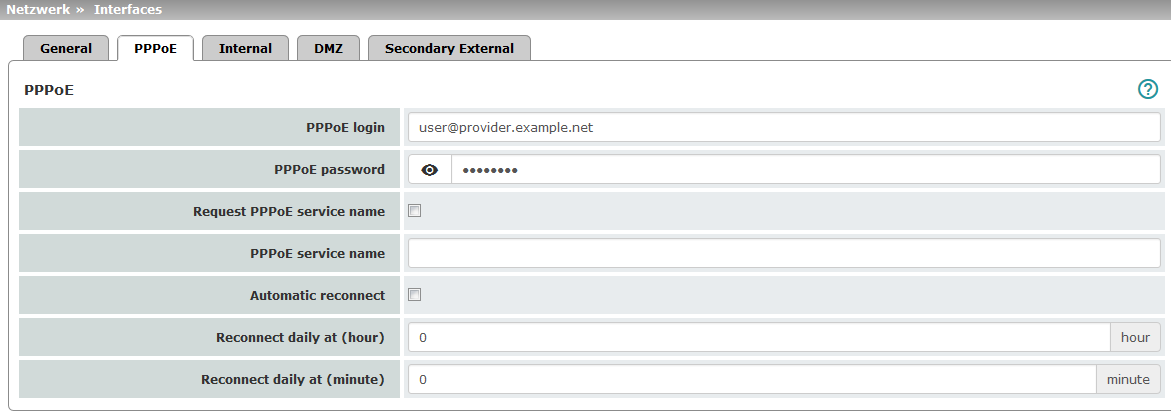 Netzwerk » Interfaces
General PPPoE Internal DMZ Secondary External
PPPoE
PPPoE login user@provider.example.net
PPPoE password ••••••••
Request PPPoE service name
PPPoE service name
Automatic reconnect
Reconnect daily at (hour) 0 hour
Reconnect daily at (minute) 0 minute